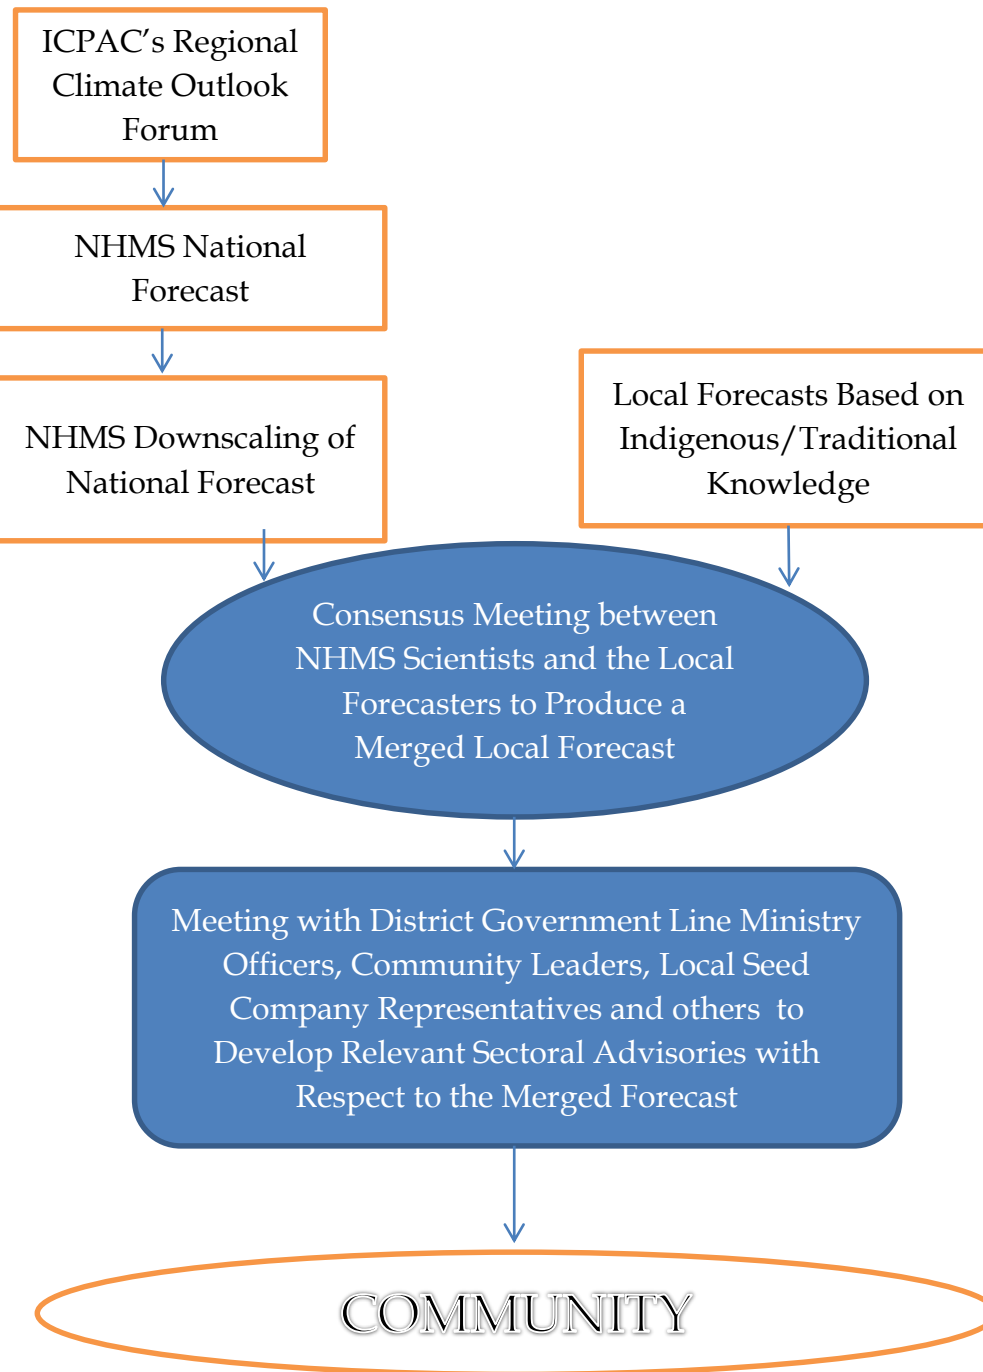 ICPAC’s Regional
Climate Outlook
Forum
NHMS National
Forecast
NHMS Downscaling of
National Forecast
Local Forecasts Based on
Indigenous/Traditional
Knowledge
Consensus Meeting between
NHMS Scientists and the Local
Forecasters to Produce a
Merged Local Forecast
Meeting with District Government Line Ministry
Officers, Community Leaders, Local Seed
Company Representatives and others to
Develop Relevant Sectoral Advisories with
Respect to the Merged Forecast
COMMUNITY